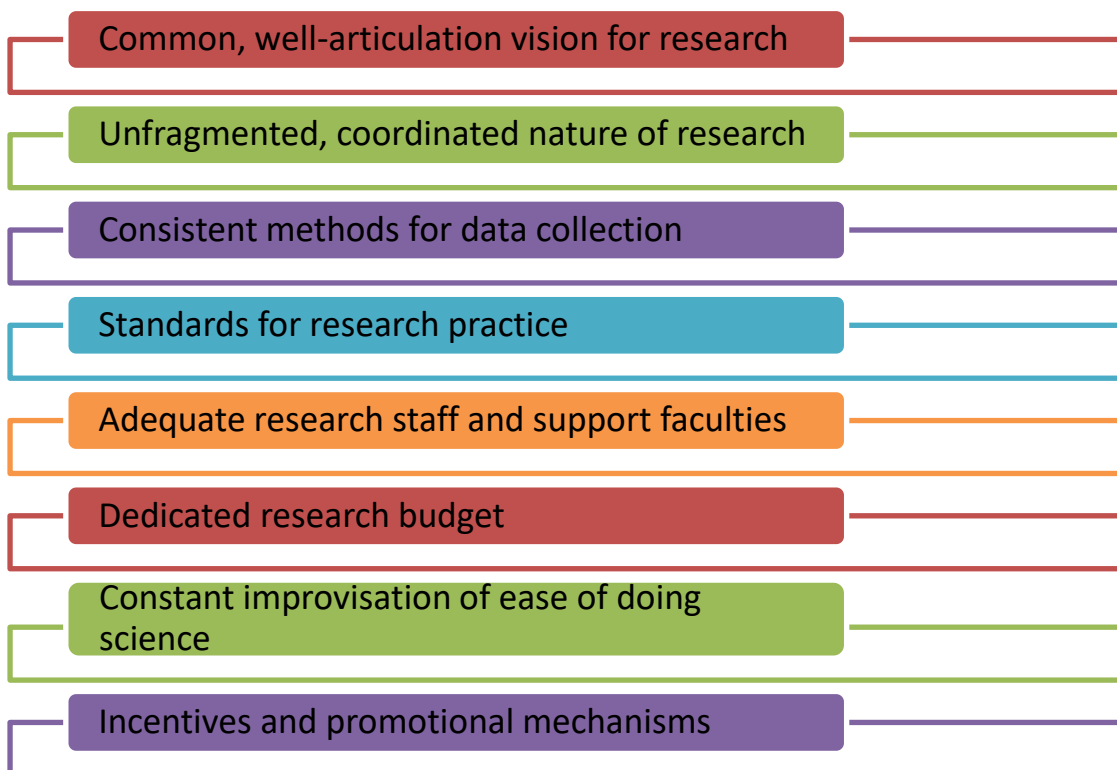 Common, well-articulation vision for research
Unfragmented, coordinated nature of research
Consistent methods for data collection
Standards for research practice
Adequate research staff and support faculties
Dedicated research budget
Constant improvisation of ease of doing
science
Incentives and promotional mechanisms